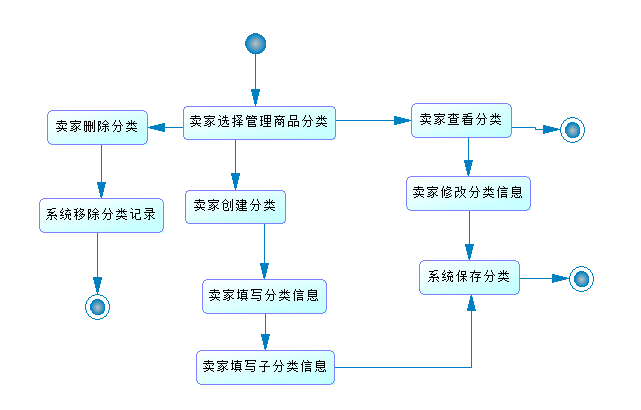 卖家删除分类
卖家选择管理商品分类
卖家查看分类
系统移除分类记录
卖家创建分类
卖家修改分类信息
卖家填写分类信息
系统保存分类
卖家填写子分类信息